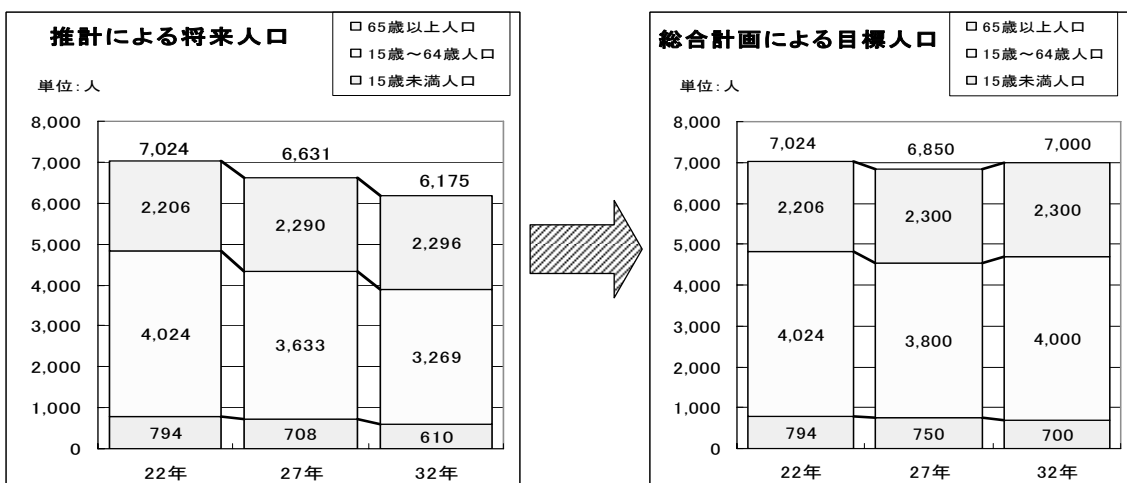 推計による将来人口
□ 65歳以上人口
□ 15歳～64歳人口
□ 15歳未満人口
単位：人
8,000
7,000
6,000
5,000
4,000
3,000
2,000
1,000
0
7,024
6,631
6,175
2,206
2,290
2,296
4,024
3,633
3,269
794
708
610
22年
27年
32年
総合計画による目標人口
□ 65歳以上人口
□ 15歳～64歳人口
□ 15歳未満人口
単位：人
8,000
7,000
6,000
5,000
4,000
3,000
2,000
1,000
0
7,024
6,850
7,000
2,206
2,300
2,300
4,024
3,800
4,000
794
750
700
22年
27年
32年